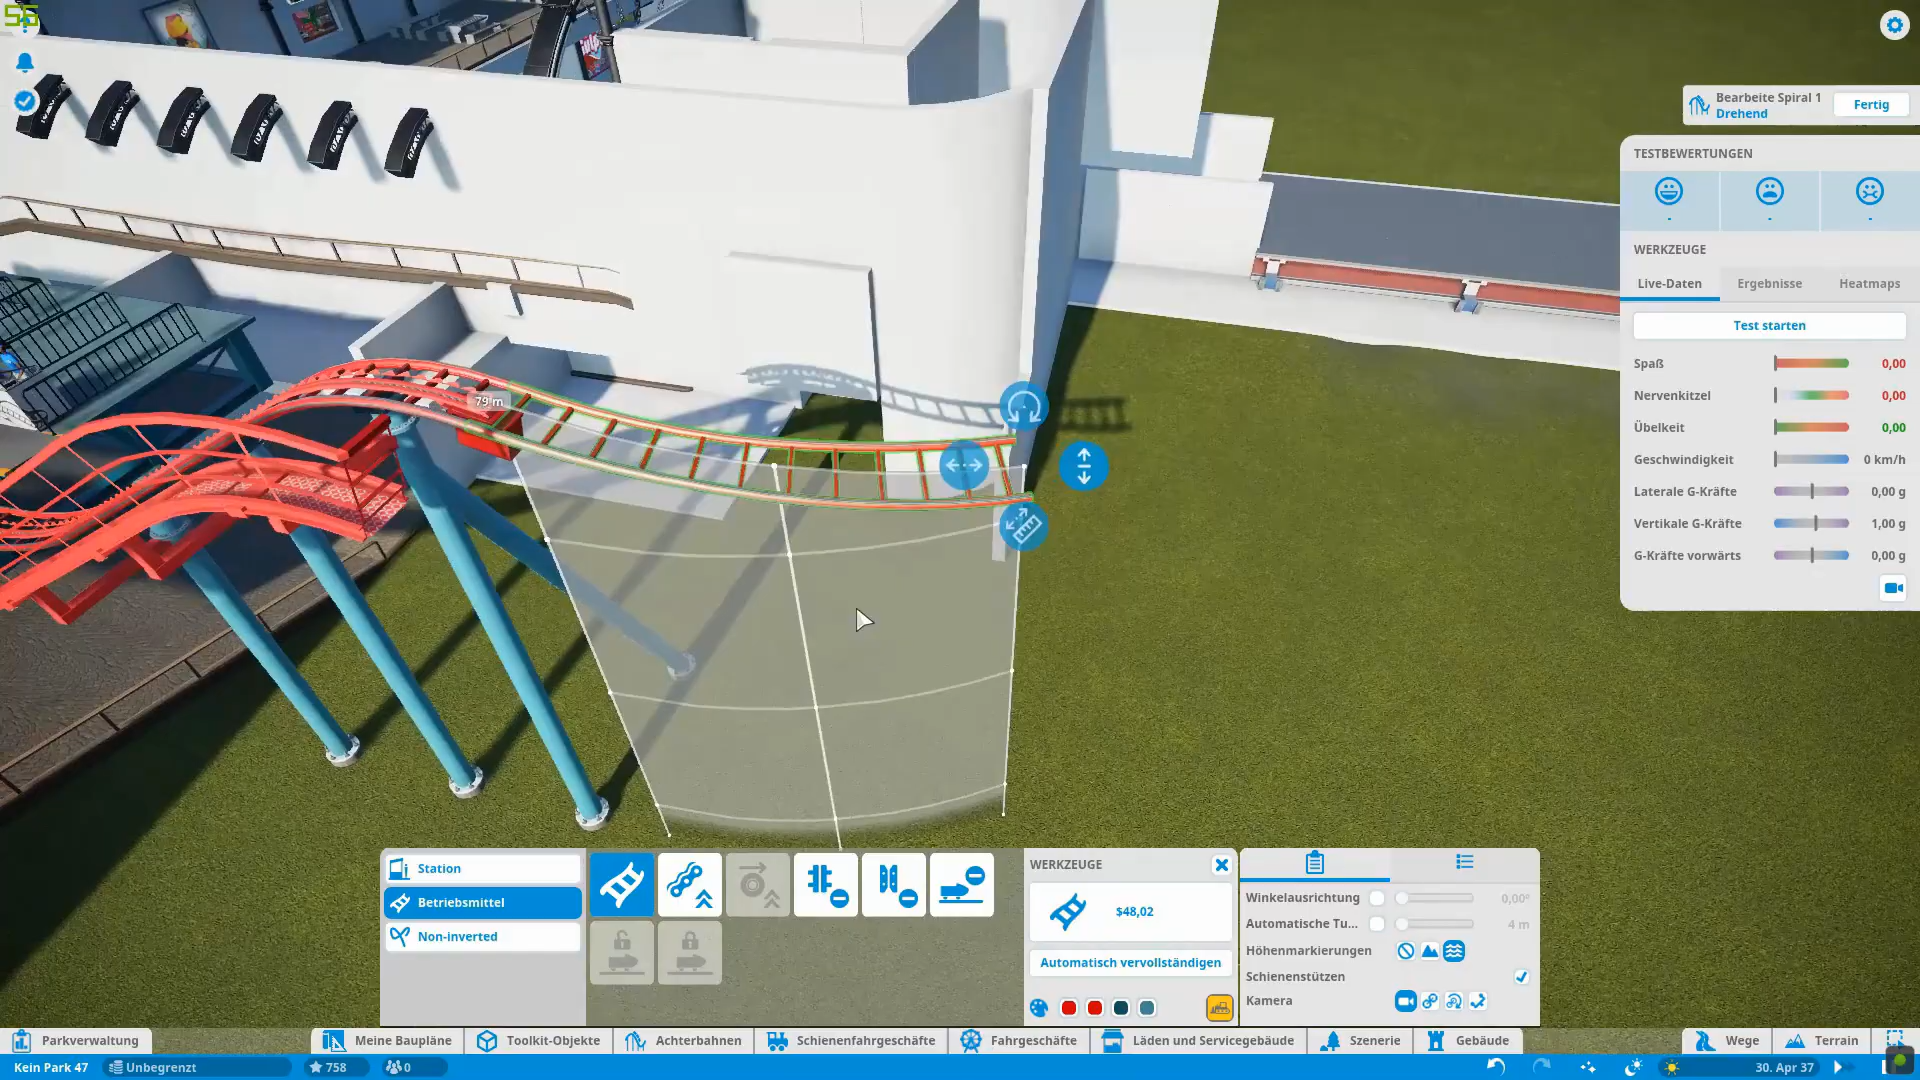 56
Bearbeite Spiral 1
Drehend
Fertig
TESTBEWERTUNGEN
-
-
-
WERKZEUGE
Live-Daten
Ergebnisse
Heatmaps
Test starten
Spaß 0,00
Nervenkitzel 0,00
Übelkeit 0,00
Geschwindigkeit 0 km/h
Laterale G-Kräfte 0,00 g
Vertikale G-Kräfte 1,00 g
G-Kräfte vorwärts 0,00 g
79 m
Station
Betriebsmittel
Non-inverted
WERKZEUGE
$48,02
Automatisch vervollständigen
Winkelausrichtung 0,00°
Automatische Tu... 4 m
Höhenmarkierungen
Schienenstützen
Kamera
Parkverwaltung
Meine Baupläne
Toolkit-Objekte
Achterbahnen
Schienenfahrgeschäfte
Fahrgeschäfte
Läden und Servicegebäude
Szenerie
Gebäude
Wege
Terrain
Kein Park 47
Unbegrenzt
758
0
30. Apr 37